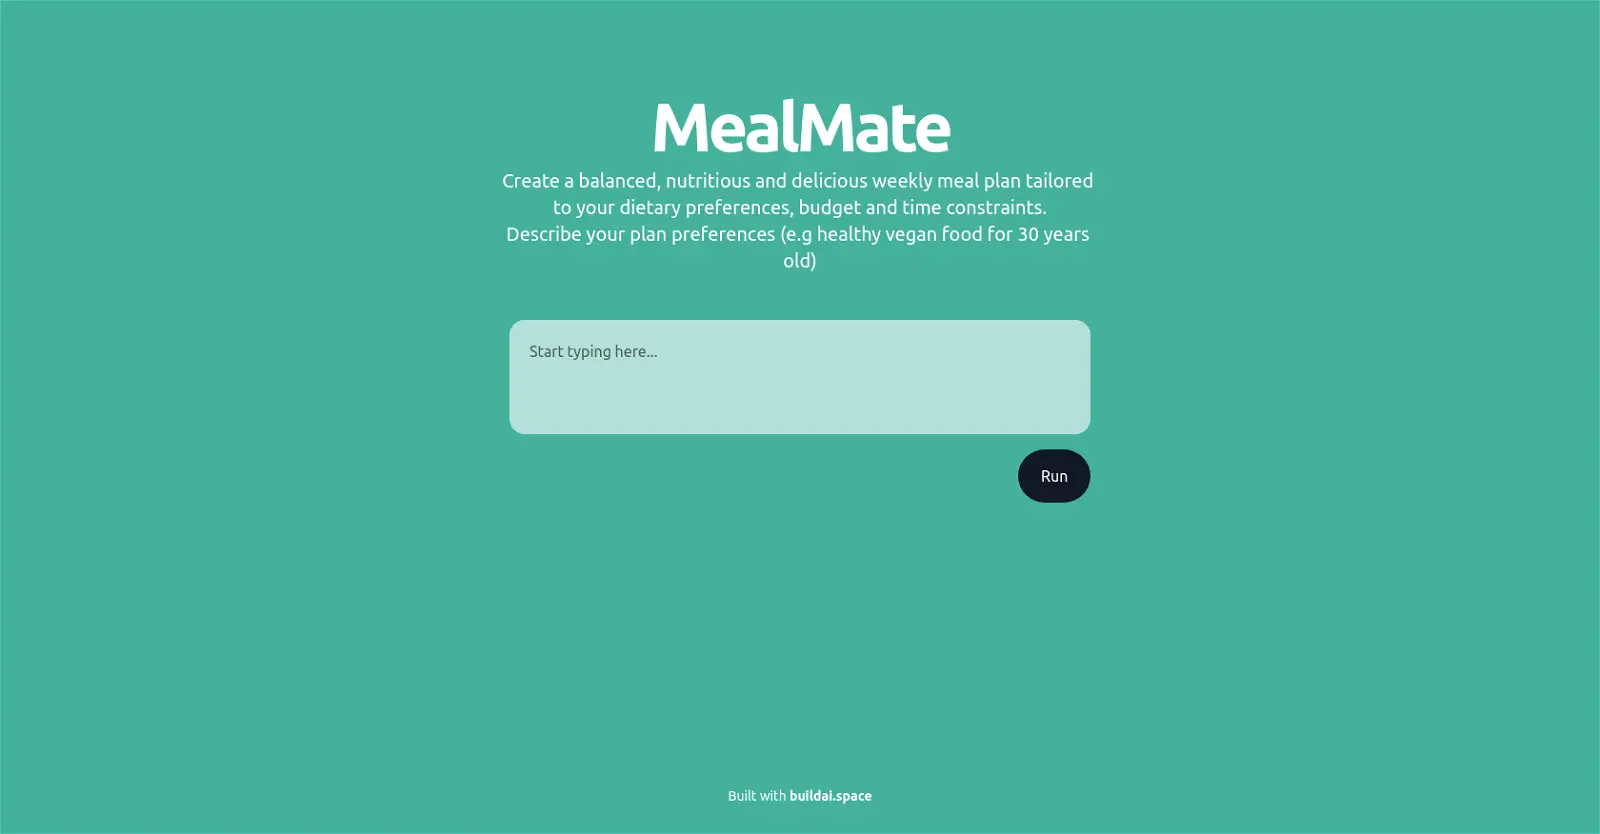 MealMate
Create a balanced, nutritious and delicious weekly meal plan tailored
to your dietary preferences, budget and time constraints.
Describe your plan preferences (e.g healthy vegan food for 30 years
old)
Start typing here...
Run
Built with buildai.space